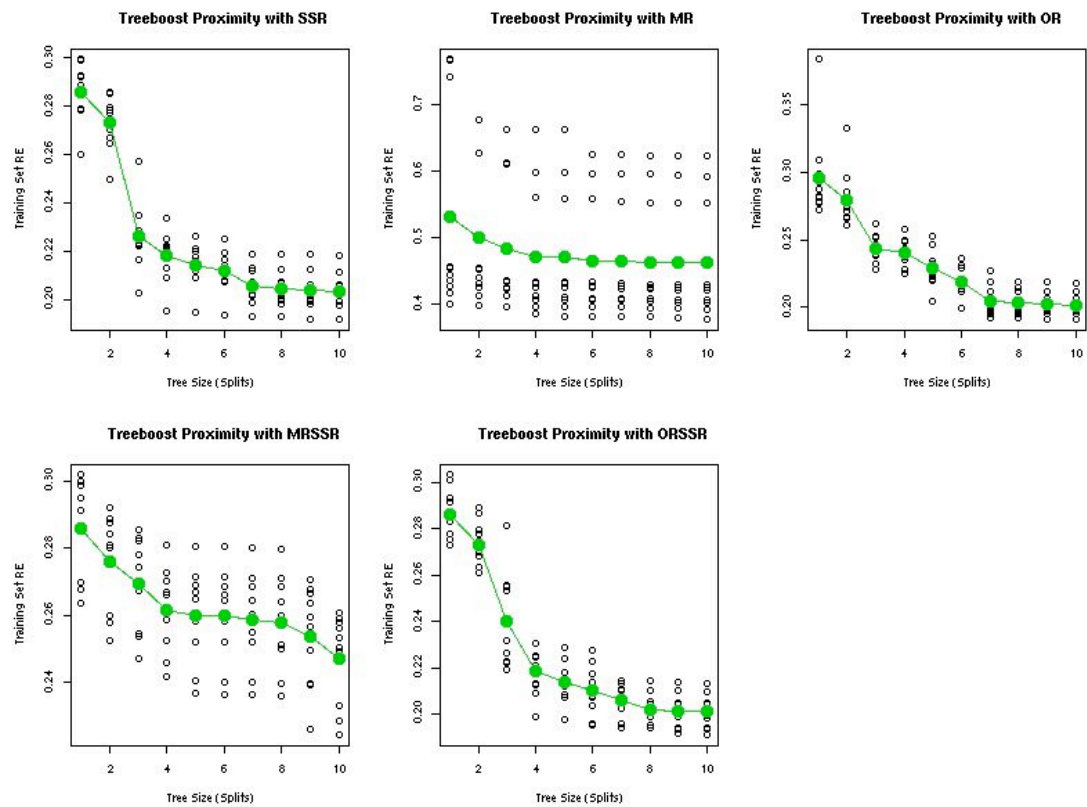 Treeboost Proximity with SSR
Training Set RE
0.30
0.28
0.26
0.24
0.22
0.20
2 4 6 8 10
Tree Size (Splits)
Treeboost Proximity with MR
Training Set RE
0.7
0.6
0.5
0.4
2 4 6 8 10
Tree Size (Splits)
Treeboost Proximity with OR
Training Set RE
0.35
0.30
0.25
0.20
2 4 6 8 10
Tree Size (Splits)
Treeboost Proximity with MRSSR
Training Set RE
0.30
0.28
0.26
0.24
2 4 6 8 10
Tree Size (Splits)
Treeboost Proximity with ORSSR
Training Set RE
0.30
0.28
0.26
0.24
0.22
0.20
2 4 6 8 10
Tree Size (Splits)